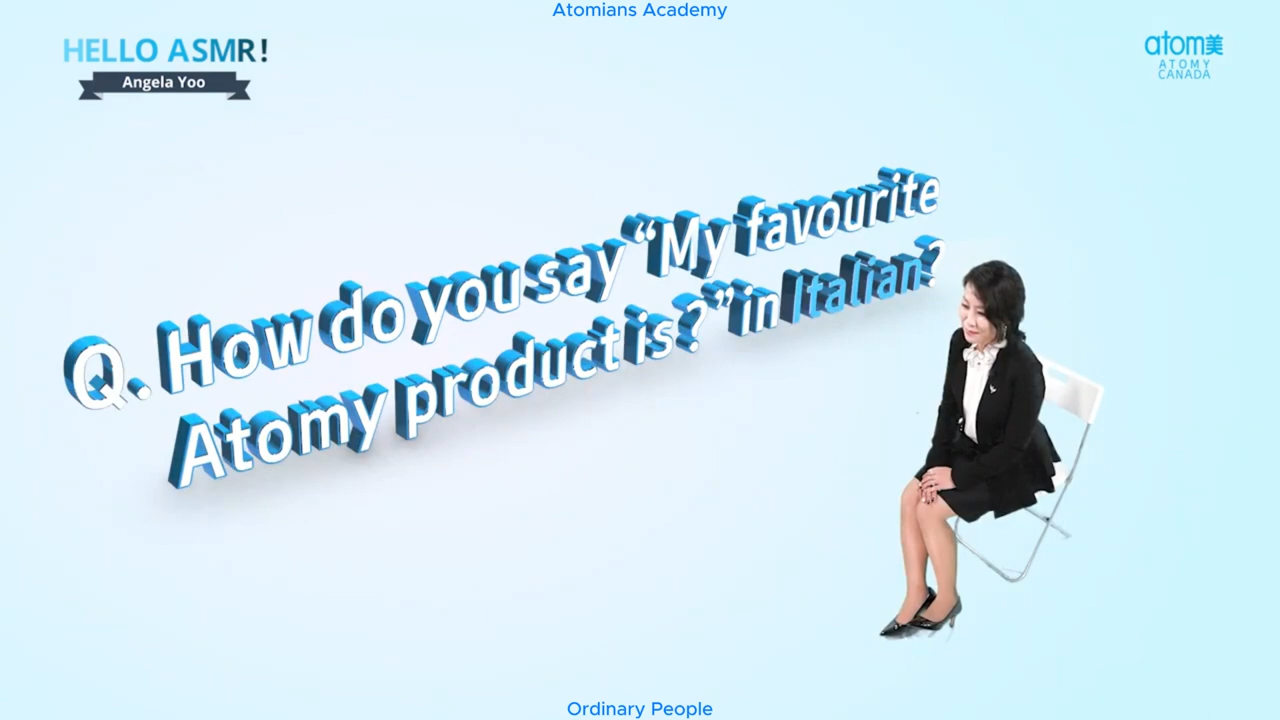 Atomians Academy
HELLO ASMR!
Angela Yoo
atom美
ATOMY
CANADA
Q. How do you say “My favourite
Atomy product is?” in Italian?
Ordinary People